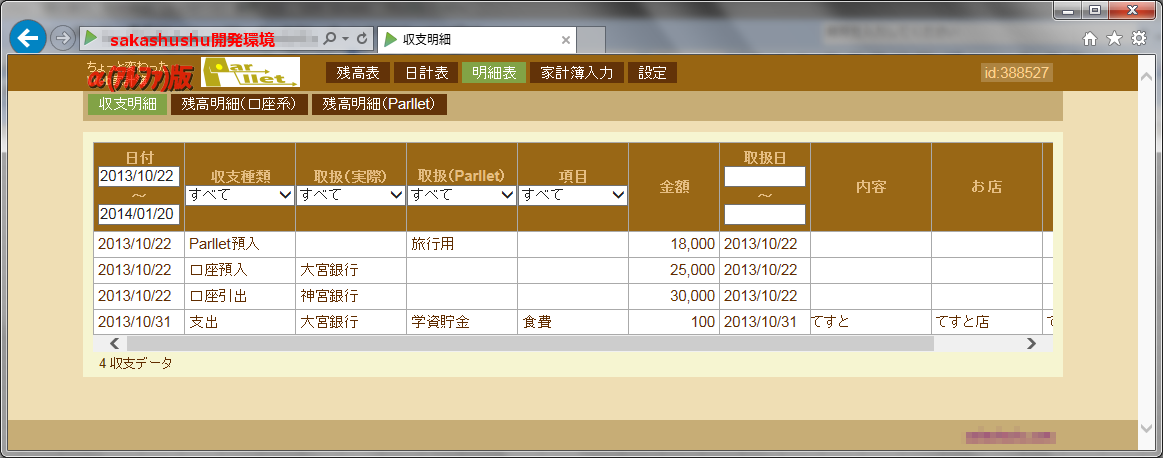 sakashushu開発環境
収支明細
ちょーと変わった
α(アルファ)版
Parllet.
残高表 日計表 明細表 家計簿入力 設定
id:388527
収支明細 残高明細(口座系) 残高明細(Parllet)
日付 収支種類 取扱(実際) 取扱(Parllet) 項目 金額 取扱日 内容 お店
2013/10/22 ～ 2014/01/20 すべて すべて すべて すべて ～
2013/10/22 Parllet預入 旅行用 18,000 2013/10/22
2013/10/22 口座預入 大宮銀行 25,000 2013/10/22
2013/10/22 口座引出 神宮銀行 30,000 2013/10/22
2013/10/31 支出 大宮銀行 学資貯金 食費 100 2013/10/31 てすと てすと店 て
4 収支データ